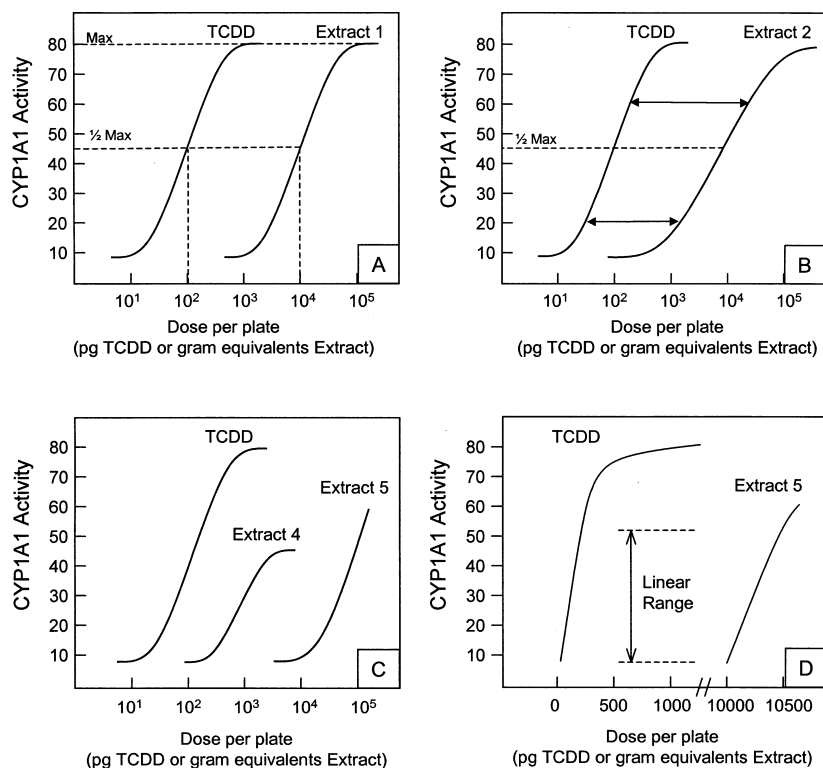 Max
TCDD
Extract 1
80
70
60
50
40
30
20
10
½ Max
CYP1A1 Activity
A
10¹ 10² 10³ 10⁴ 10⁵
Dose per plate
(pg TCDD or gram equivalents Extract)
TCDD
Extract 2
80
70
60
50
40
30
20
10
½ Max
CYP1A1 Activity
B
10¹ 10² 10³ 10⁴ 10⁵
Dose per plate
(pg TCDD or gram equivalents Extract)
TCDD
Extract 5
Extract 4
80
70
60
50
40
30
20
10
CYP1A1 Activity
C
10¹ 10² 10³ 10⁴ 10⁵
Dose per plate
(pg TCDD or gram equivalents Extract)
TCDD
Extract 5
80
70
60
50
40
30
20
10
CYP1A1 Activity
Linear
Range
D
0 500 1000 10000 10500
Dose per plate
(pg TCDD or gram equivalents Extract)